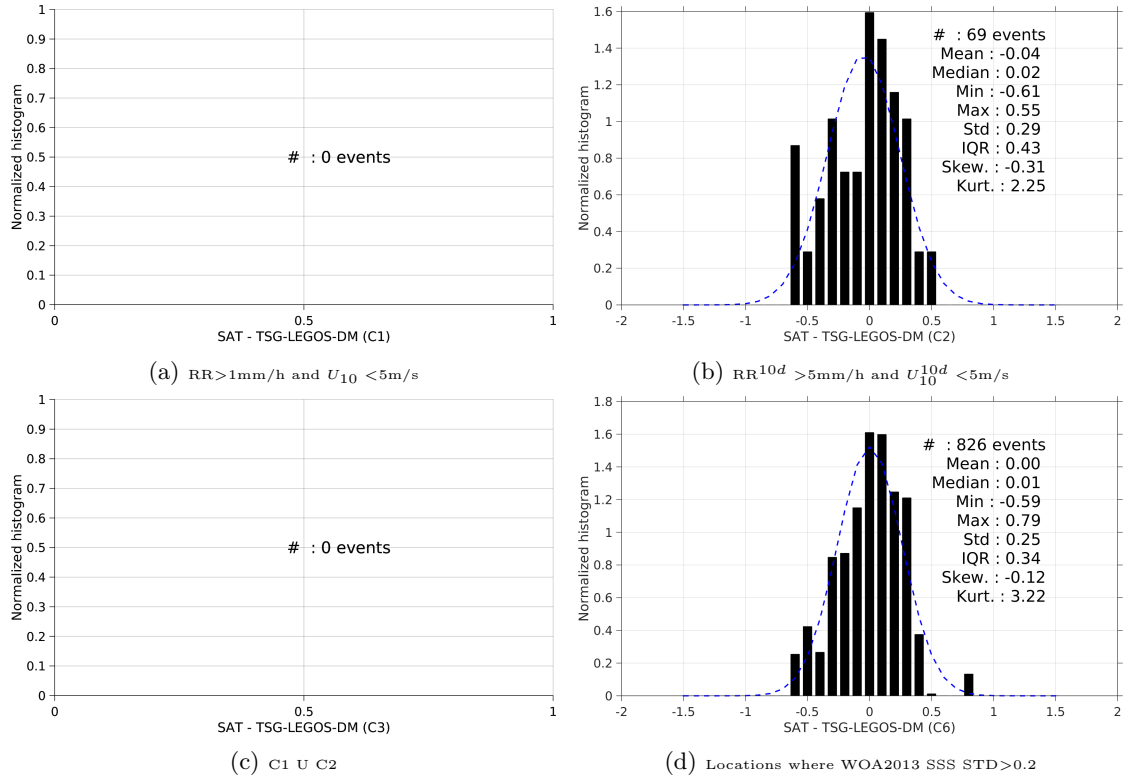 1
0.9
0.8
0.7
0.6
0.5
0.4
0.3
0.2
0.1
0
Normalized histogram
# : 0 events
0 0.5 1
SAT - TSG-LEGOS-DM (C1)
(a) RR>1mm/h and U10 <5m/s
1.6
1.4
1.2
1
0.8
0.6
0.4
0.2
0
Normalized histogram
# : 69 events
Mean : -0.04
Median : 0.02
Min : -0.61
Max : 0.55
Std : 0.29
IQR : 0.43
Skew. : -0.31
Kurt. : 2.25
-2 -1.5 -1 -0.5 0 0.5 1 1.5 2
SAT - TSG-LEGOS-DM (C2)
(b) RR^10d >5mm/h and U_10^10d <5m/s
1
0.9
0.8
0.7
0.6
0.5
0.4
0.3
0.2
0.1
0
Normalized histogram
# : 0 events
0 0.5 1
SAT - TSG-LEGOS-DM (C3)
(c) C1 U C2
1.8
1.6
1.4
1.2
1
0.8
0.6
0.4
0.2
0
Normalized histogram
# : 826 events
Mean : 0.00
Median : 0.01
Min : -0.59
Max : 0.79
Std : 0.25
IQR : 0.34
Skew. : -0.12
Kurt. : 3.22
-2 -1.5 -1 -0.5 0 0.5 1 1.5 2
SAT - TSG-LEGOS-DM (C6)
(d) Locations where WOA2013 SSS STD>0.2